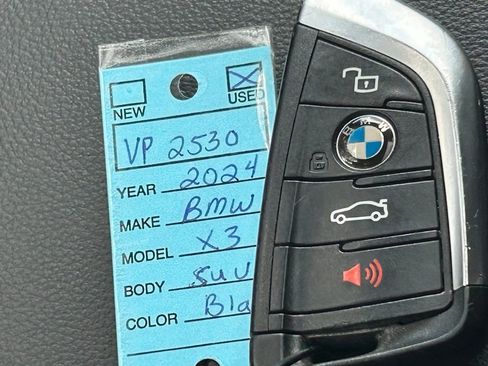 NEW USED
VP 2530
YEAR 2024
MAKE BMW
MODEL X3
BODY SUV
COLOR Bla
BMW